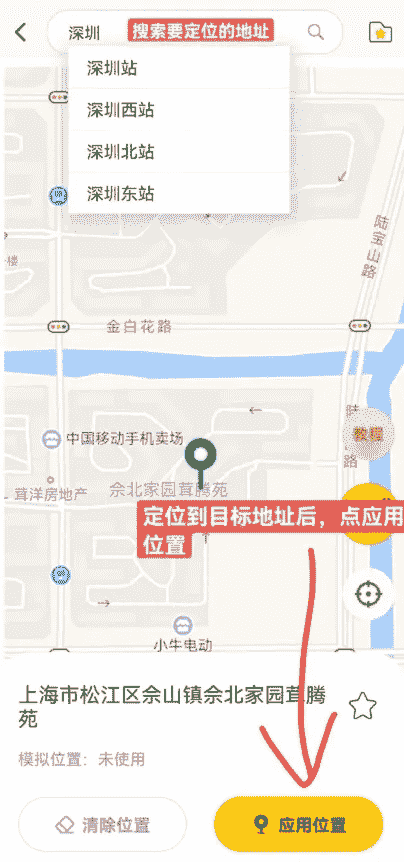 深圳
搜索要定位的地址
深圳站
深圳西站
深圳北站
深圳东站
陆宝山路
楼
金白花路
中国移动手机卖场
教程
路
茸洋房地产
佘北家园茸腾苑
定位到目标地址后，点应用
位置
小牛电动
上海市松江区佘山镇佘北家园茸腾
苑
模拟位置：未使用
清除位置
应用位置